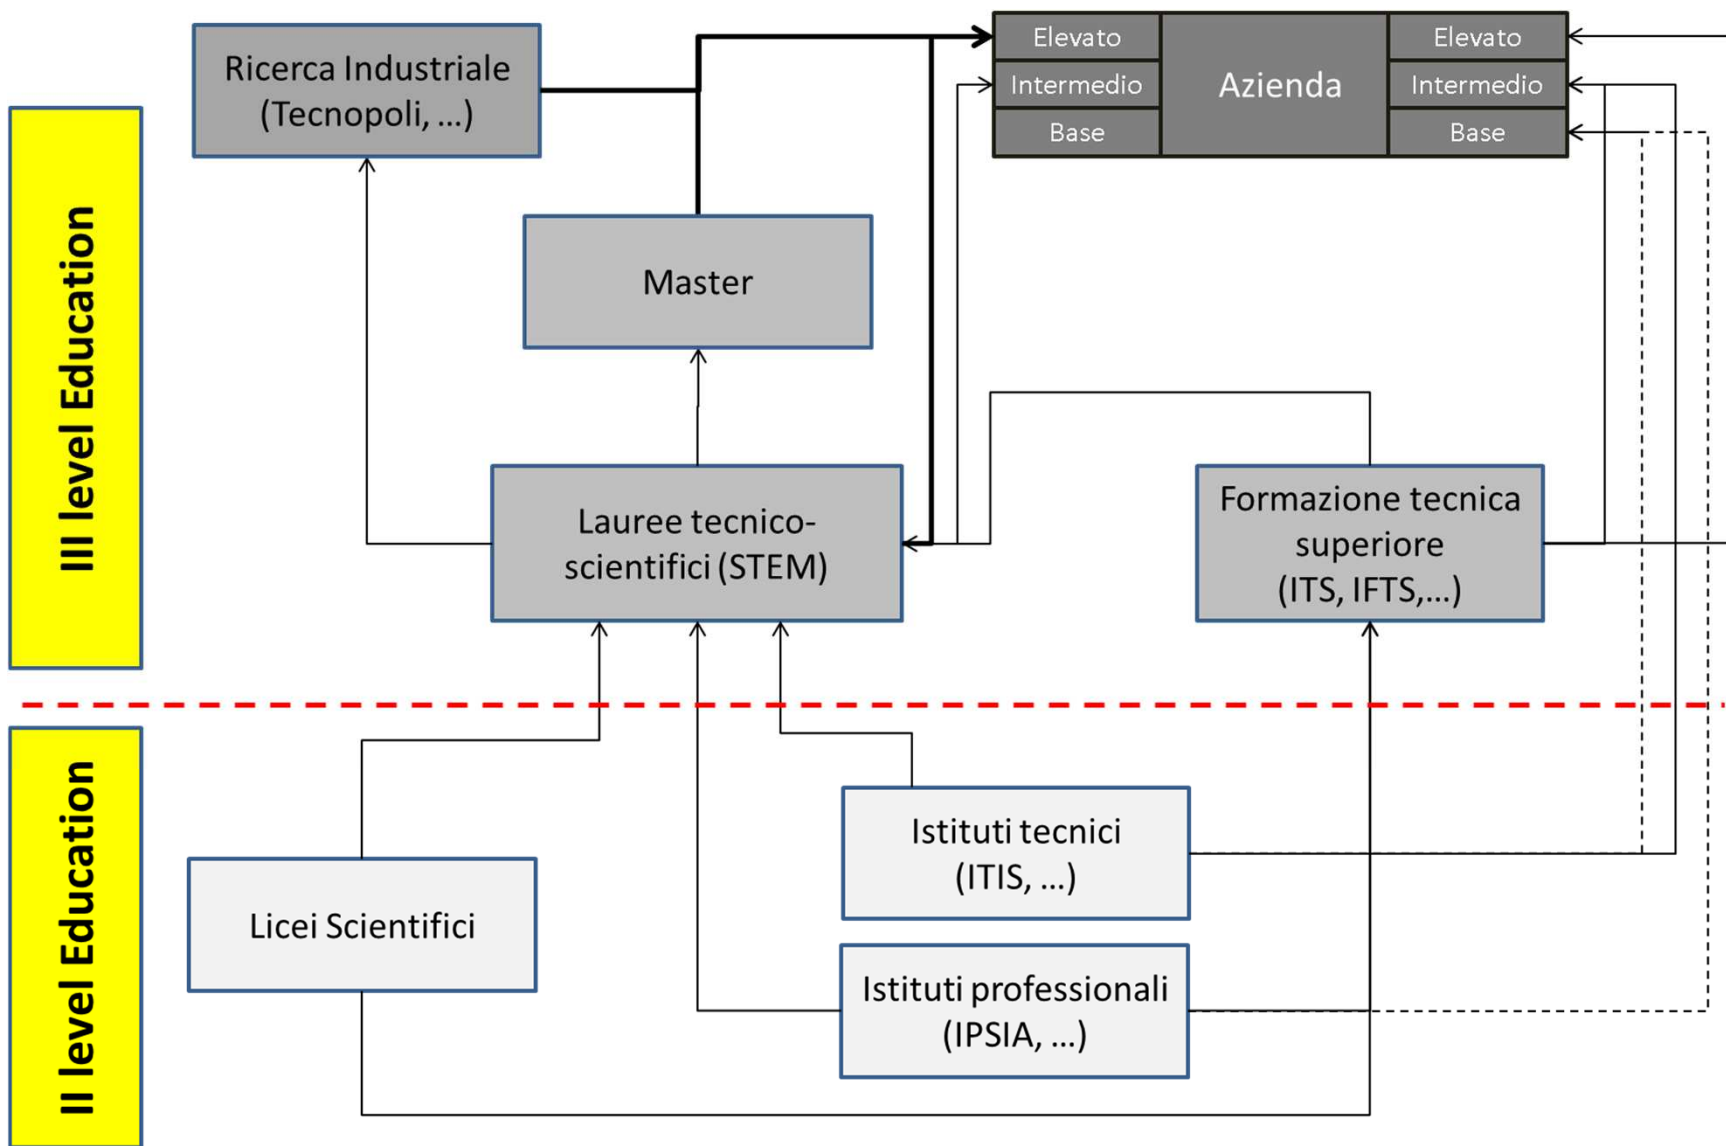 Ricerca Industriale
(Tecnopoli, ...)
Elevato
Intermedio
Base
Azienda
Elevato
Intermedio
Base
III level Education
Master
Lauree tecnico-
scientifici (STEM)
Formazione tecnica
superiore
(ITS, IFTS,...)
II level Education
Istituti tecnici
(ITIS, ...)
Licei Scientifici
Istituti professionali
(IPSIA, ...)